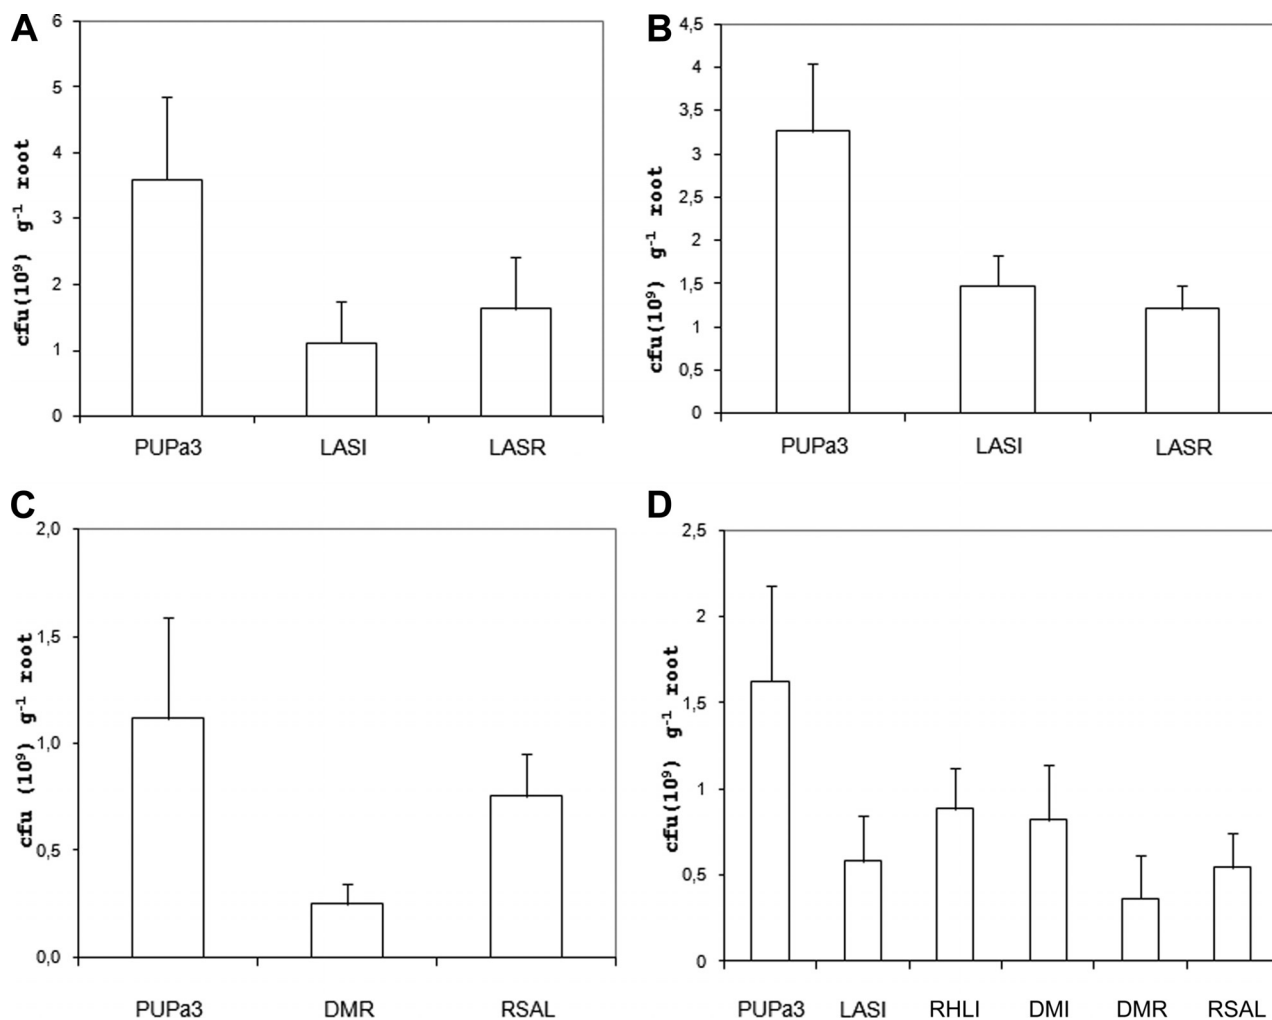 A
6
5
4
3
2
1
0
cfu(10⁹) g⁻¹ root
PUPa3 LASI LASR
B
4,5
4
3,5
3
2,5
2
1,5
1
0,5
0
cfu(10⁹) g⁻¹ root
PUPa3 LASI LASR
C
2,0
1,5
1,0
0,5
0,0
cfu (10⁹) g⁻¹ root
PUPa3 DMR RSAL
D
2,5
2
1,5
1
0,5
0
cfu(10⁹) g⁻¹ root
PUPa3 LASI RHLI DMI DMR RSAL